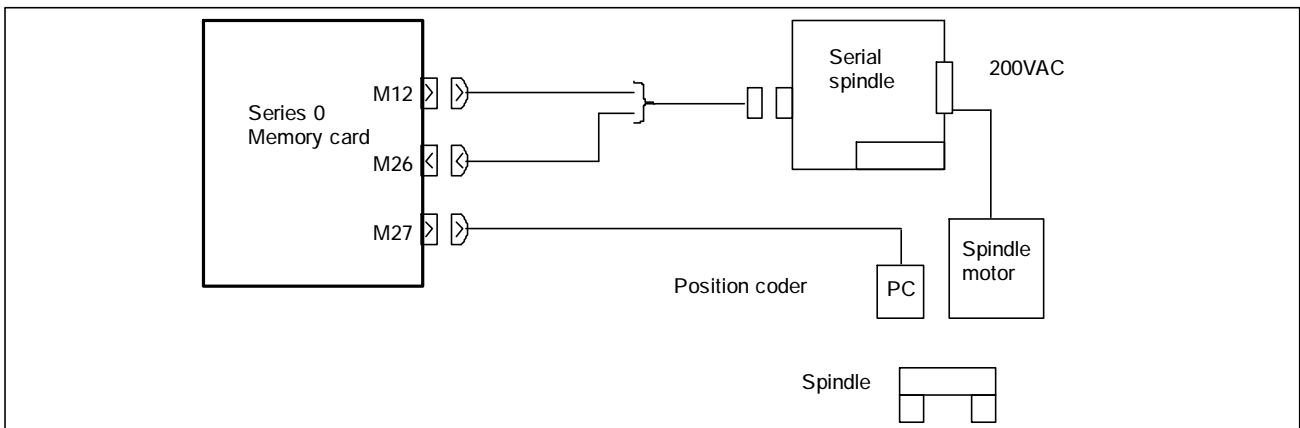 Serial
spindle
200VAC
M12
Series 0
Memory card
M26
M27
Spindle
motor
Position coder
PC
Spindle